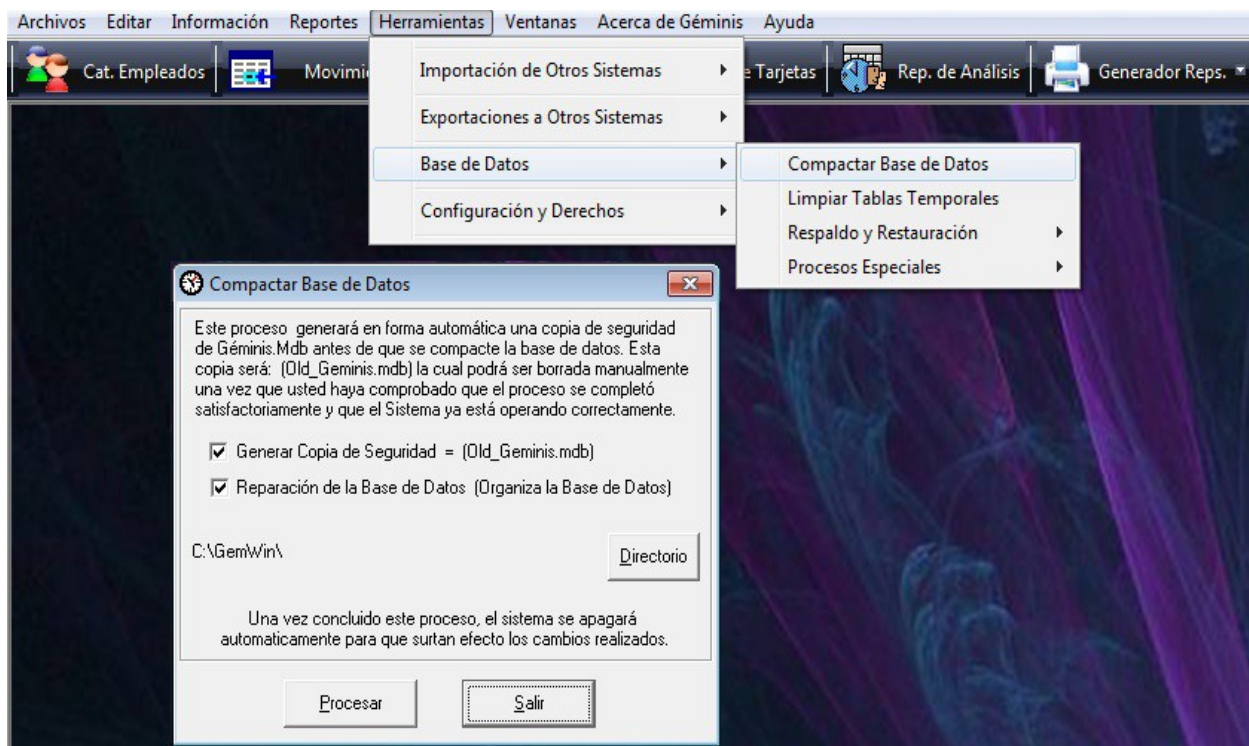 Archivos Editar Información Reportes Herramientas Ventanas Acerca de Géminis Ayuda
Cat. Empleados Rep. de Análisis Generador Reps.
Importación de Otros Sistemas
Exportaciones a Otros Sistemas
Base de Datos
Configuración y Derechos
Compactar Base de Datos
Limpiar Tablas Temporales
Respaldo y Restauración
Procesos Especiales
Compactar Base de Datos
Este proceso generará en forma automática una copia de seguridad
de Géminis.Mdb antes de que se compacte la base de datos. Esta
copia será: (Old_Geminis.mdb) la cual podrá ser borrada manualmente
una vez que usted haya comprobado que el proceso se completó
satisfactoriamente y que el Sistema ya está operando correctamente.
Generar Copia de Seguridad = (Old_Geminis.mdb)
Reparación de la Base de Datos (Organiza la Base de Datos)
C:\GemWin\
Directorio
Una vez concluido este proceso, el sistema se apagará
automaticamente para que surtan efecto los cambios realizados.
Procesar Salir